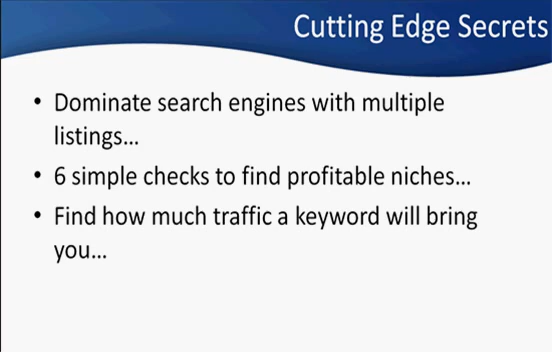 Cutting Edge Secrets
• Dominate search engines with multiple
listings...
• 6 simple checks to find profitable niches...
• Find how much traffic a keyword will bring
you...